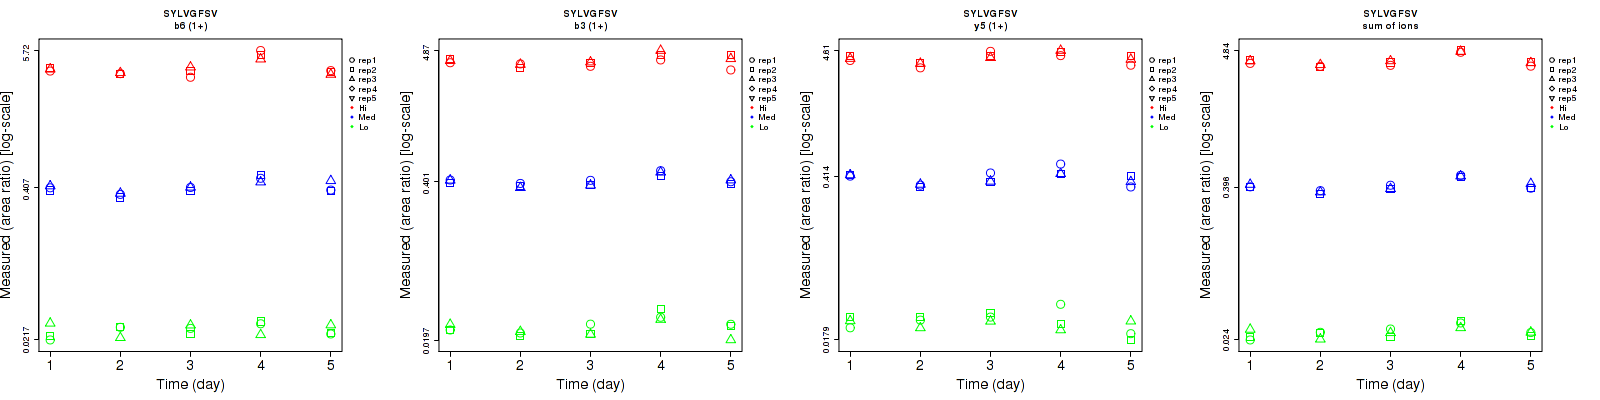 SYLVGFSV
b6 (1+)
Measured (area ratio) [log-scale]
5.72
0.407
0.0217
1 2 3 4 5
Time (day)
rep1
rep2
rep3
rep4
rep5
Hi
Med
Lo
SYLVGFSV
b3 (1+)
Measured (area ratio) [log-scale]
4.87
0.401
0.0197
1 2 3 4 5
Time (day)
rep1
rep2
rep3
rep4
rep5
Hi
Med
Lo
SYLVGFSV
y5 (1+)
Measured (area ratio) [log-scale]
4.61
0.414
0.0179
1 2 3 4 5
Time (day)
rep1
rep2
rep3
rep4
rep5
Hi
Med
Lo
SYLVGFSV
sum of ions
Measured (area ratio) [log-scale]
4.84
0.396
0.024
1 2 3 4 5
Time (day)
rep1
rep2
rep3
rep4
rep5
Hi
Med
Lo